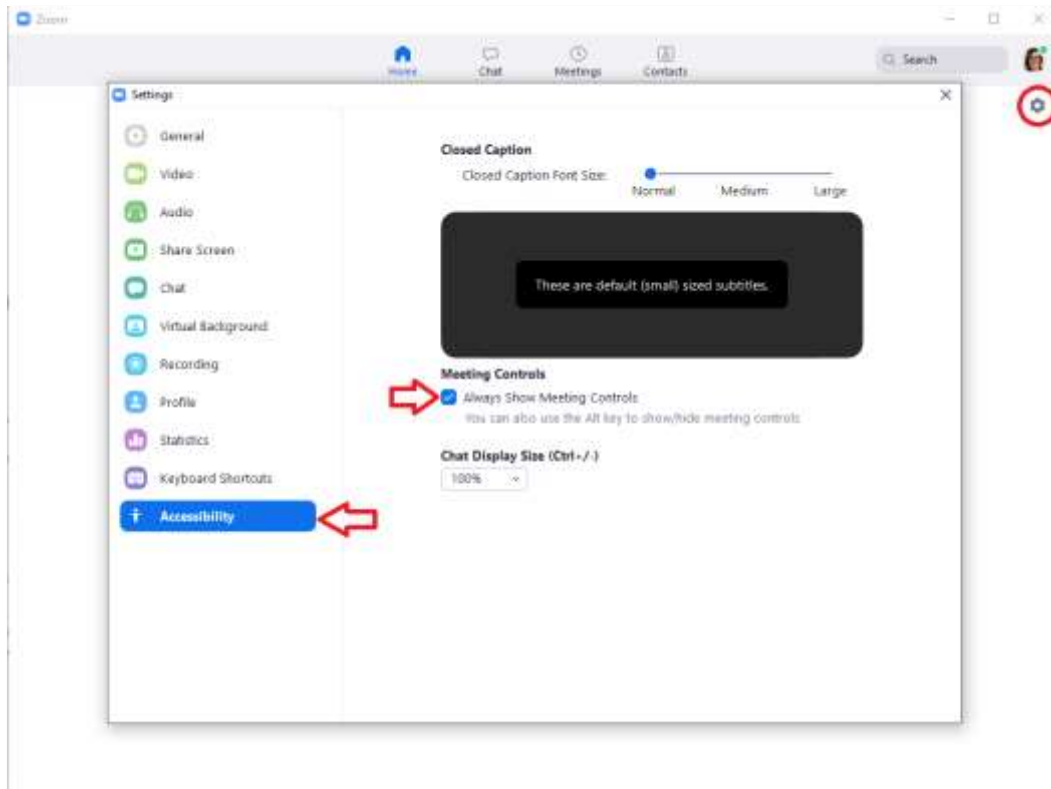 Zoom
Home
Chat
Meetings
Contacts
Search
Settings
General
Video
Audio
Share Screen
Chat
Virtual Background
Recording
Profile
Statistics
Keyboard Shortcuts
Accessibility
Closed Caption
Closed Caption Font Size:
Normal Medium Large
These are default (small) sized subtitles.
Meeting Controls
Always Show Meeting Controls
You can also use the Alt key to show/hide meeting controls
Chat Display Size (Ctrl+/-)
100%